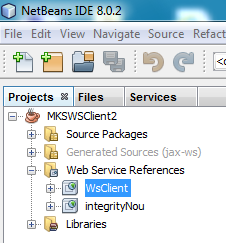 NetBeans IDE 8.0.2
File Edit View Navigate Source Refact
<d
Projects Files Services
MKSWSClient2
Source Packages
Generated Sources (jax-ws)
Web Service References
WsClient
integrityNou
Libraries